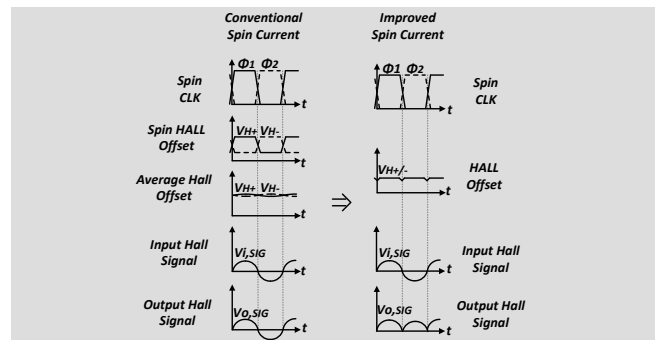 Conventional
Spin Current
Improved
Spin Current
Spin
CLK
Φ1 Φ2
t
Φ1 Φ2
t
Spin
CLK
Spin HALL
Offset
VH+ VH-
t
Average Hall
Offset
VH+ VH-
t
⇒
VH+/-
t
HALL
Offset
Input Hall
Signal
Vi,SIG
t
Vi,SIG
t
Input Hall
Signal
Output Hall
Signal
Vo,SIG
t
Vo,SIG
t
Output Hall
Signal